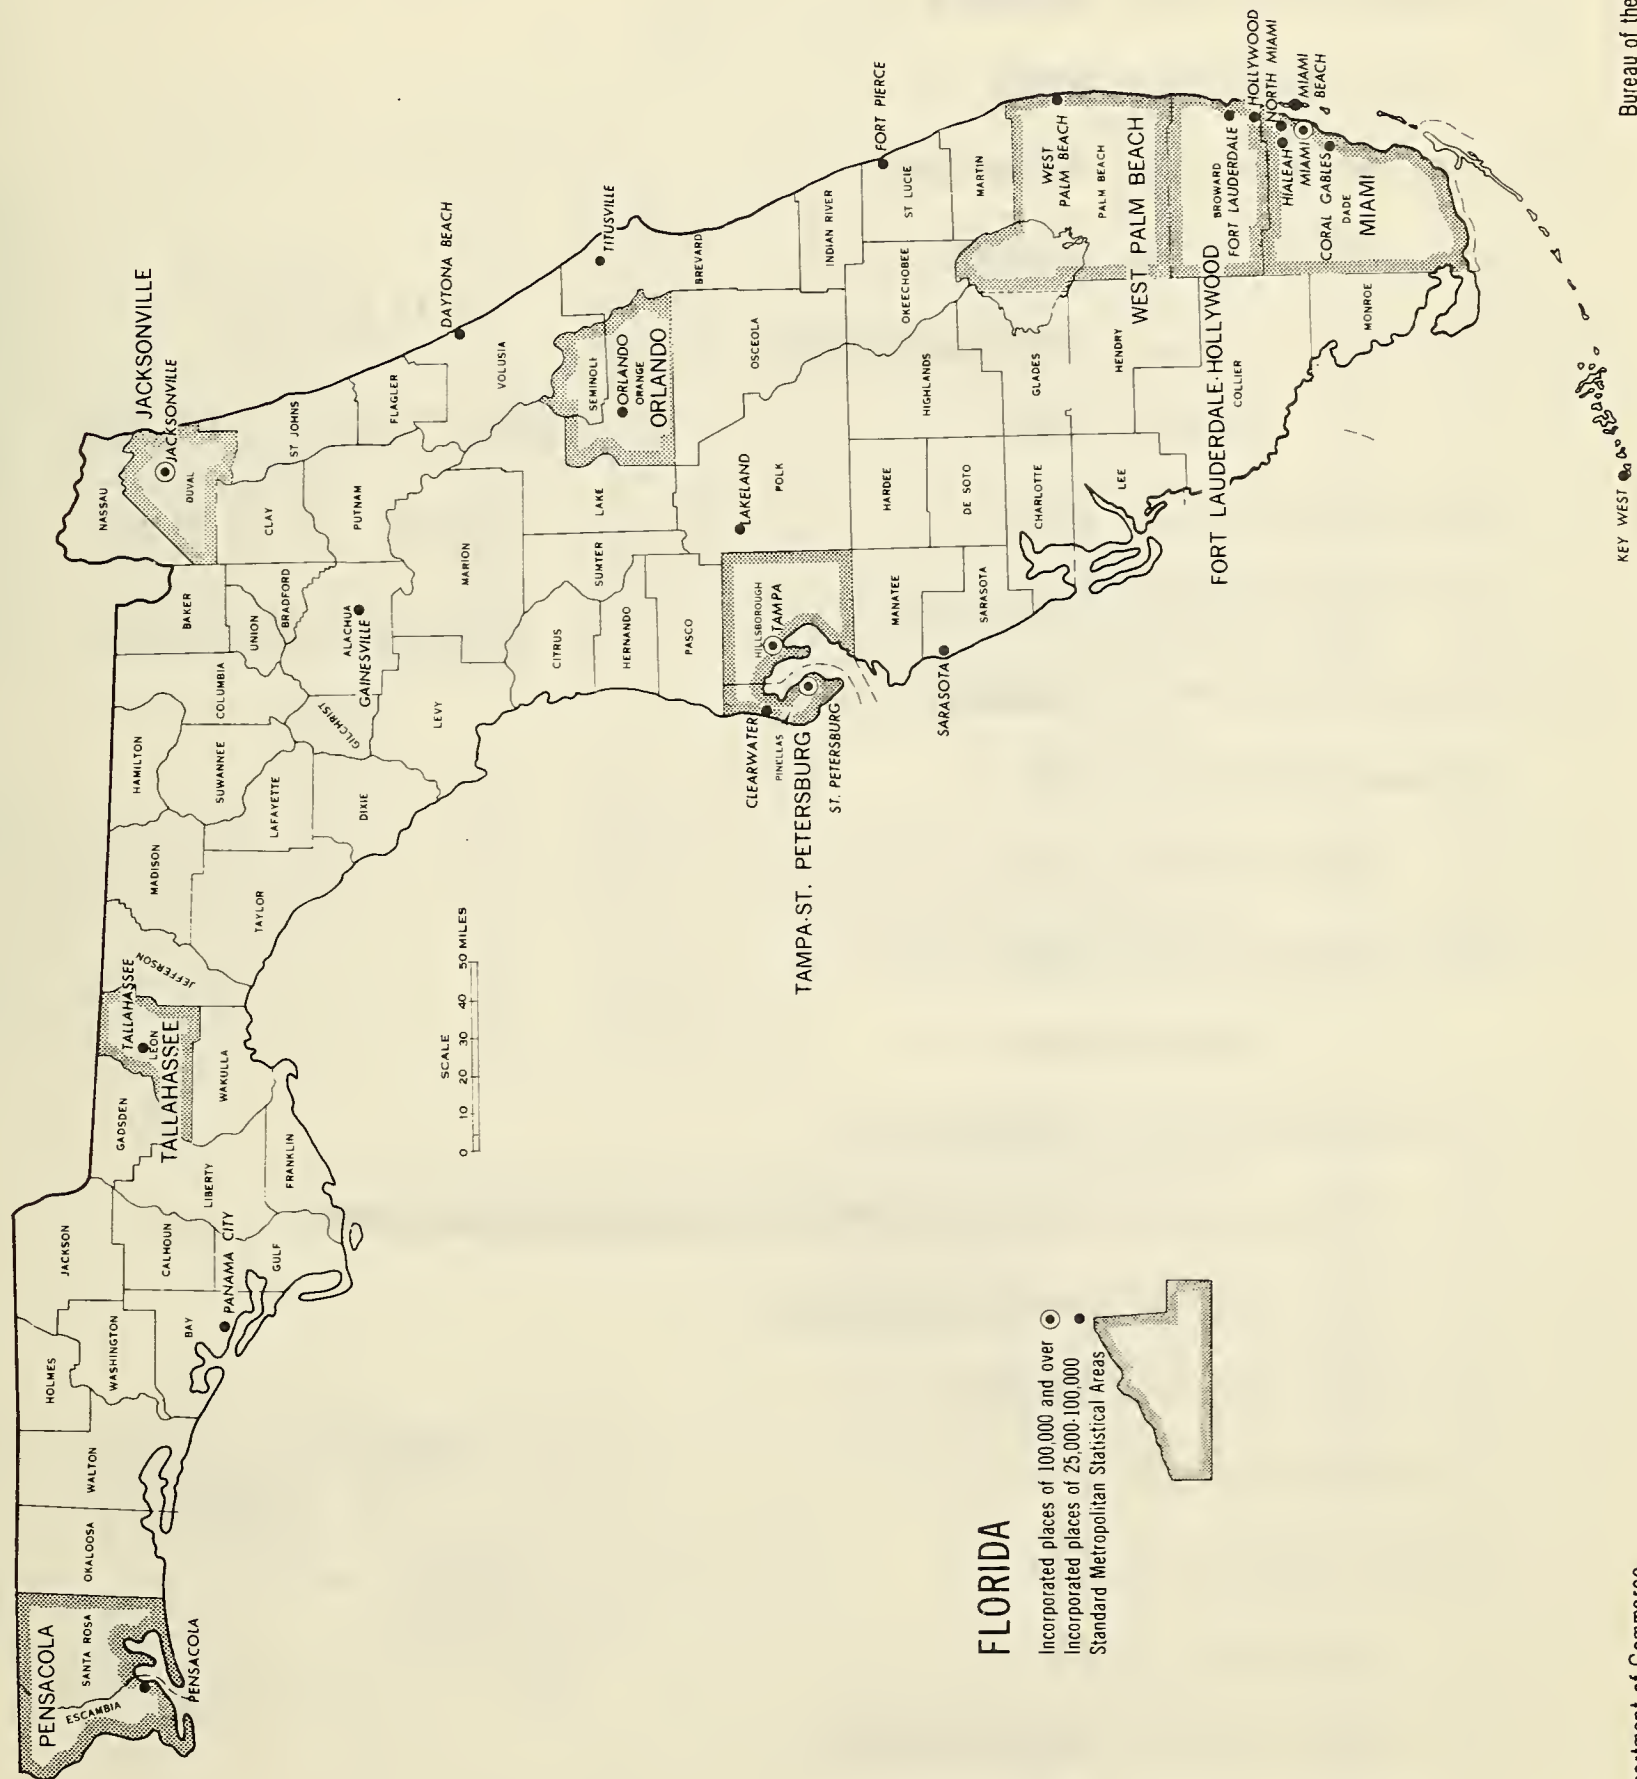 PENSACOLA
ESCAMBIA
SANTA ROSA
PENSACOLA
OKALOOSA
WALTON
HOLMES
WASHINGTON
BAY
PANAMA CITY
JACKSON
CALHOUN
GULF
LIBERTY
FRANKLIN
GADSDEN
TALLAHASSEE
LEON
TALLAHASSEE
WAKULLA
JEFFERSON
MADISON
TAYLOR
HAMILTON
SUWANNEE
LAFAYETTE
DIXIE
COLUMBIA
GILCHRIST
LEVY
BAKER
UNION
BRADFORD
ALACHUA
GAINESVILLE
NASSAU
JACKSONVILLE
JACKSONVILLE
DUVAL
CLAY
ST JOHNS
PUTNAM
FLAGLER
MARION
VOLUSIA
DAYTONA BEACH
CITRUS
SUMTER
HERNANDO
LAKE
SEMINOLE
ORLANDO
ORANGE
ORLANDO
TITUSVILLE
BREVARD
PASCO
HILLSBOROUGH
TAMPA
CLEARWATER
PINELLAS
TAMPA-ST. PETERSBURG
ST. PETERSBURG
LAKELAND
POLK
OSCEOLA
INDIAN RIVER
FORT PIERCE
ST LUCIE
OKEECHOBEE
MANATEE
HARDEE
HIGHLANDS
SARASOTA
SARASOTA
DE SOTO
MARTIN
CHARLOTTE
GLADES
WEST
PALM BEACH
PALM BEACH
WEST PALM BEACH
LEE
HENDRY
FORT LAUDERDALE-HOLLYWOOD
COLLIER
BROWARD
FORT LAUDERDALE
HOLLYWOOD
NORTH MIAMI
HIALEAH
MIAMI
MIAMI
BEACH
CORAL GABLES
DADE
MIAMI
MONROE
KEY WEST
SCALE
0 10 20 30 40 50 MILES
FLORIDA
Incorporated places of 100,000 and over
Incorporated places of 25,000-100,000
Standard Metropolitan Statistical Areas
of Commerce
Bureau of the